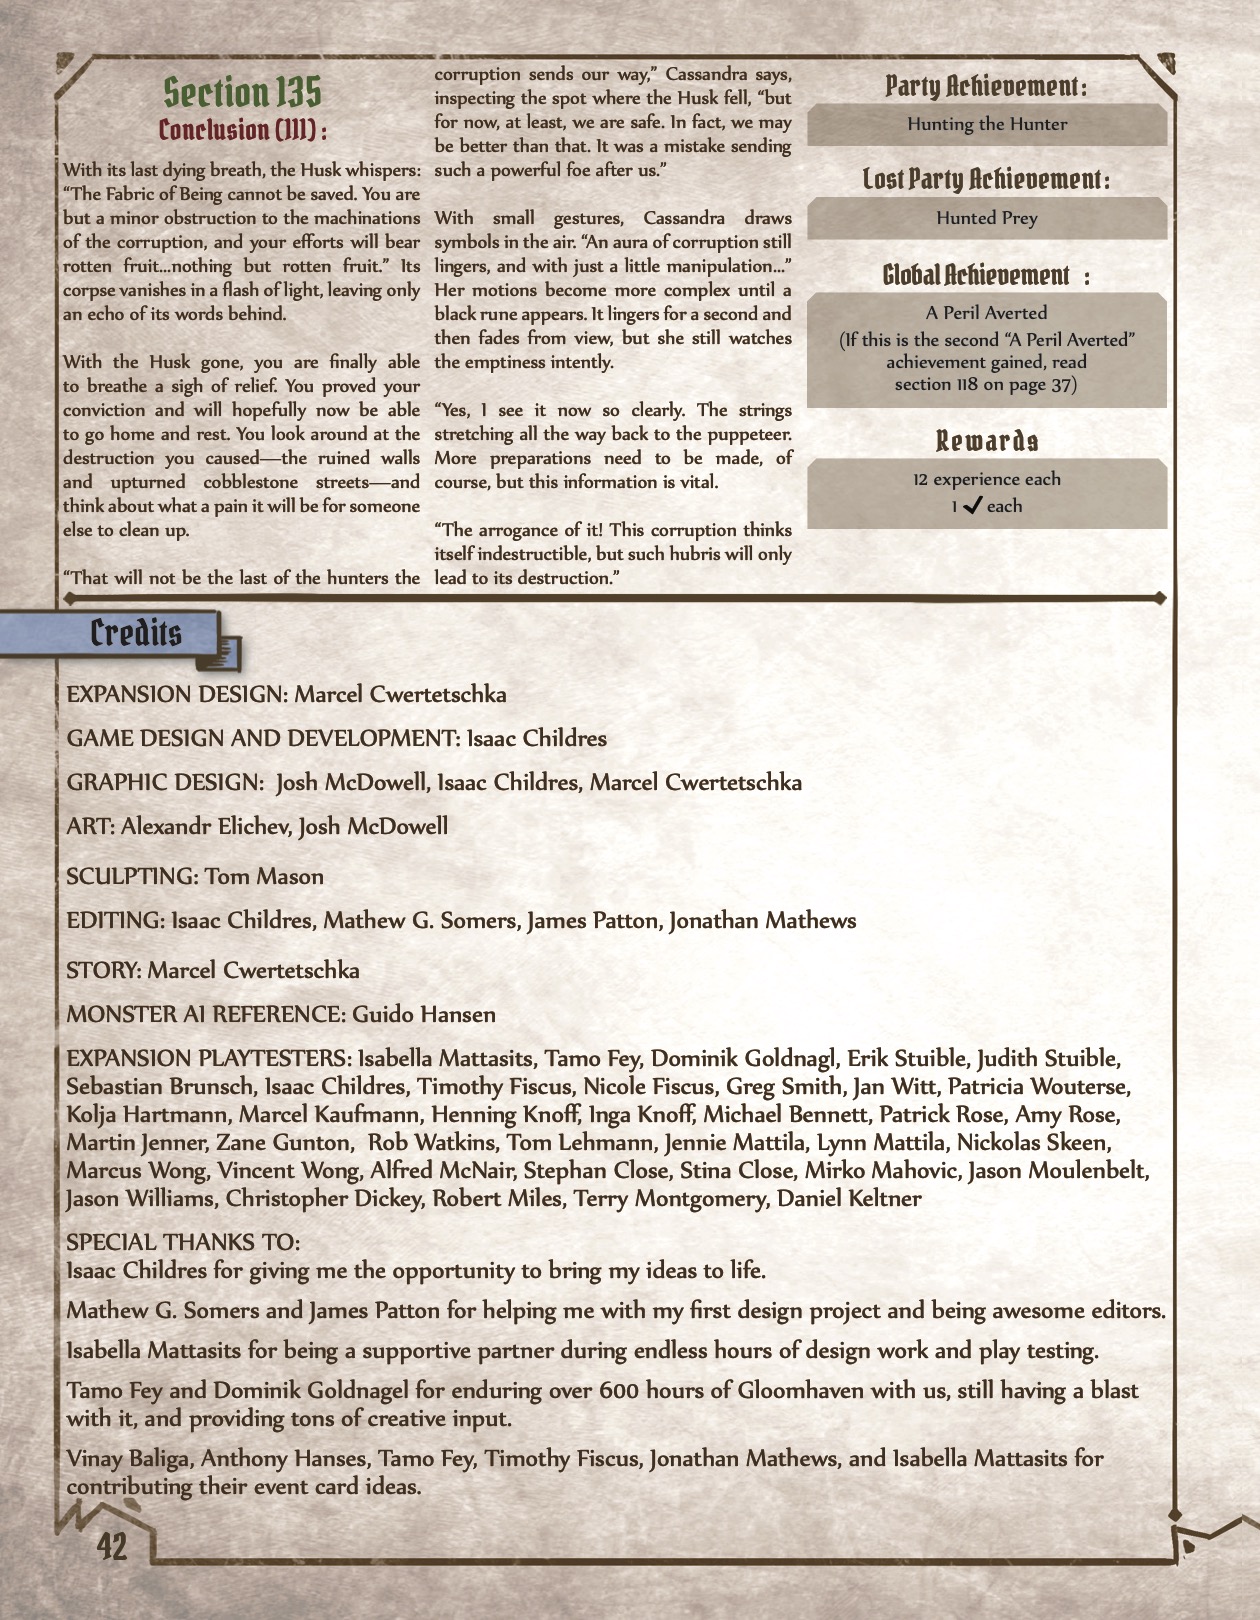 Section 135
Conclusion (111) :
With its last dying breath, the Husk whispers:
“The Fabric of Being cannot be saved. You are
but a minor obstruction to the machinations
of the corruption, and your efforts will bear
rotten fruit...nothing but rotten fruit.” Its
corpse vanishes in a flash of light, leaving only
an echo of its words behind.
With the Husk gone, you are finally able
to breathe a sigh of relief. You proved your
conviction and will hopefully now be able
to go home and rest. You look around at the
destruction you caused—the ruined walls
and upturned cobblestone streets—and
think about what a pain it will be for someone
else to clean up.
“That will not be the last of the hunters the
corruption sends our way,” Cassandra says,
inspecting the spot where the Husk fell, “but
for now, at least, we are safe. In fact, we may
be better than that. It was a mistake sending
such a powerful foe after us.”
With small gestures, Cassandra draws
symbols in the air. “An aura of corruption still
lingers, and with just a little manipulation...”
Her motions become more complex until a
black rune appears. It lingers for a second and
then fades from view, but she still watches
the emptiness intently.
“Yes, I see it now so clearly. The strings
stretching all the way back to the puppeteer.
More preparations need to be made, of
course, but this information is vital.
“The arrogance of it! This corruption thinks
itself indestructible, but such hubris will only
lead to its destruction.”
Party Achievement:
Hunting the Hunter
Lost Party Achievement:
Hunted Prey
Global Achievement :
A Peril Averted
(If this is the second “A Peril Averted”
achievement gained, read
section 118 on page 37)
Rewards
12 experience each
1 ✔ each
Credits
EXPANSION DESIGN: Marcel Cwertetschka
GAME DESIGN AND DEVELOPMENT: Isaac Childres
GRAPHIC DESIGN: Josh McDowell, Isaac Childres, Marcel Cwertetschka
ART: Alexandr Elichev, Josh McDowell
SCULPTING: Tom Mason
EDITING: Isaac Childres, Mathew G. Somers, James Patton, Jonathan Mathews
STORY: Marcel Cwertetschka
MONSTER AI REFERENCE: Guido Hansen
EXPANSION PLAYTESTERS: Isabella Mattasits, Tamo Fey, Dominik Goldnagl, Erik Stuible, Judith Stuible,
Sebastian Brunsch, Isaac Childres, Timothy Fiscus, Nicole Fiscus, Greg Smith, Jan Witt, Patricia Wouterse,
Kolja Hartmann, Marcel Kaufmann, Henning Knoff, Inga Knoff, Michael Bennett, Patrick Rose, Amy Rose,
Martin Jenner, Zane Gunton, Rob Watkins, Tom Lehmann, Jennie Mattila, Lynn Mattila, Nickolas Skeen,
Marcus Wong, Vincent Wong, Alfred McNair, Stephan Close, Stina Close, Mirko Mahovic, Jason Moulenbelt,
Jason Williams, Christopher Dickey, Robert Miles, Terry Montgomery, Daniel Keltner
SPECIAL THANKS TO:
Isaac Childres for giving me the opportunity to bring my ideas to life.
Mathew G. Somers and James Patton for helping me with my first design project and being awesome editors.
Isabella Mattasits for being a supportive partner during endless hours of design work and play testing.
Tamo Fey and Dominik Goldnagel for enduring over 600 hours of Gloomhaven with us, still having a blast
with it, and providing tons of creative input.
Vinay Baliga, Anthony Hanses, Tamo Fey, Timothy Fiscus, Jonathan Mathews, and Isabella Mattasits for
contributing their event card ideas.
42